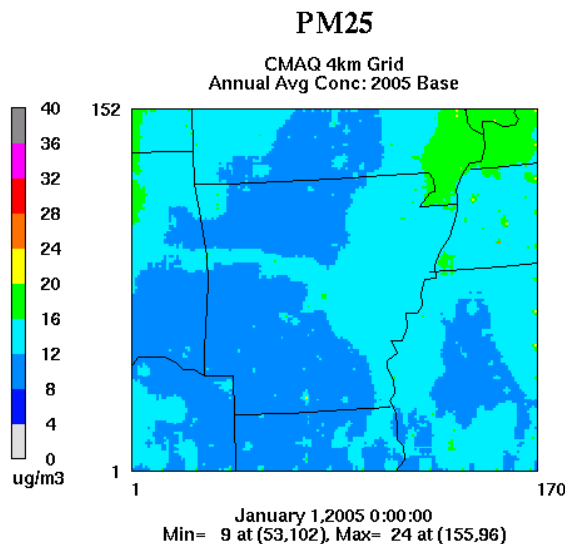 PM25
CMAQ 4km Grid
Annual Avg Conc: 2005 Base
40
36
32
28
24
20
16
12
8
4
0
ug/m3
152
1
1
170
January 1,2005 0:00:00
Min= 9 at (53,102), Max= 24 at (155,96)